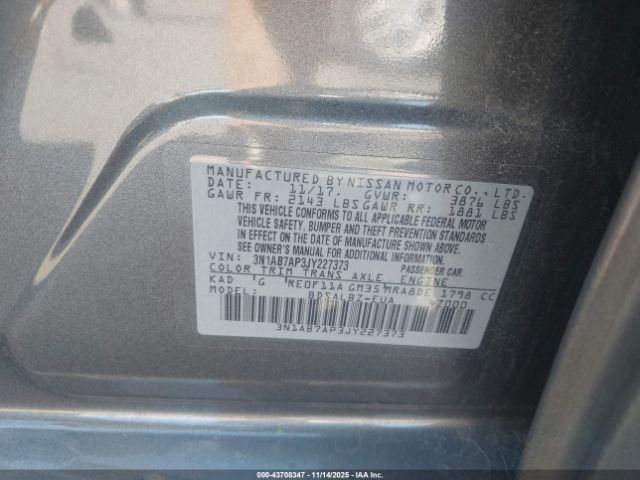 MANUFACTURED BY NISSAN MOTOR CO., LTD.
DATE: 11/17. GVWR: 3876 LBS
GAWR FR: 2143 LBS GAWR RR: 1881 LBS
THIS VEHICLE CONFORMS TO ALL APPLICABLE FEDERAL MOTOR
VEHICLE SAFETY, BUMPER AND THEFT PREVENTION STANDARDS
IN EFFECT ON THE DATE OF MANUFACTURE SHOWN ABOVE.
SEE OWNER'S MANUAL FOR ADDITIONAL INFORMATION
VIN: 3N1AB7AP3JY227373 PASSENGER CAR.
COLOR TRIM TRANS AXLE ENGINE
KAD G RE0F11A GM35 MRA8DE 1798 CC
MODEL: BDSALBZ-EUA
3N1AB7AP3JY227373
000-43708347 | 11/14/2025 - IAA Inc.